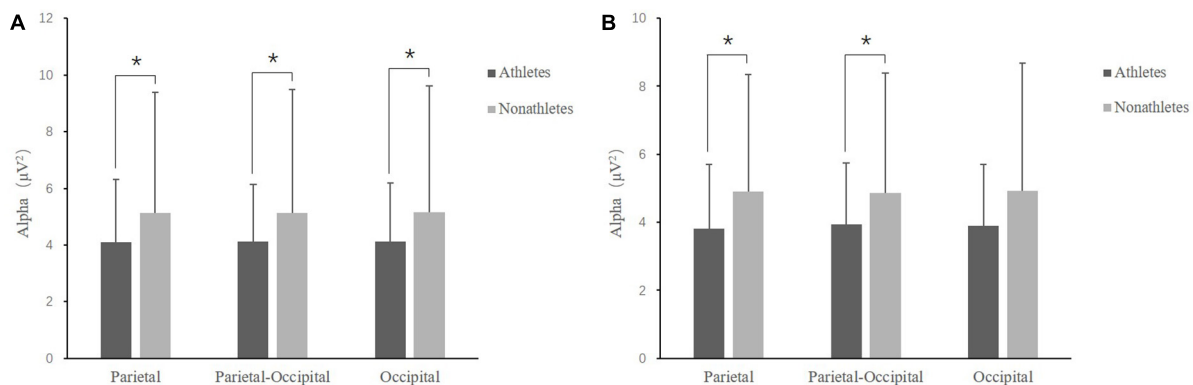 A
12
10
8
6
4
2
0
Alpha (μV²)
*
*
*
Parietal
Parietal-Occipital
Occipital
Athletes
Nonathletes
B
10
8
6
4
2
0
Alpha (μV²)
*
*
Parietal
Parietal-Occipital
Occipital
Athletes
Nonathletes